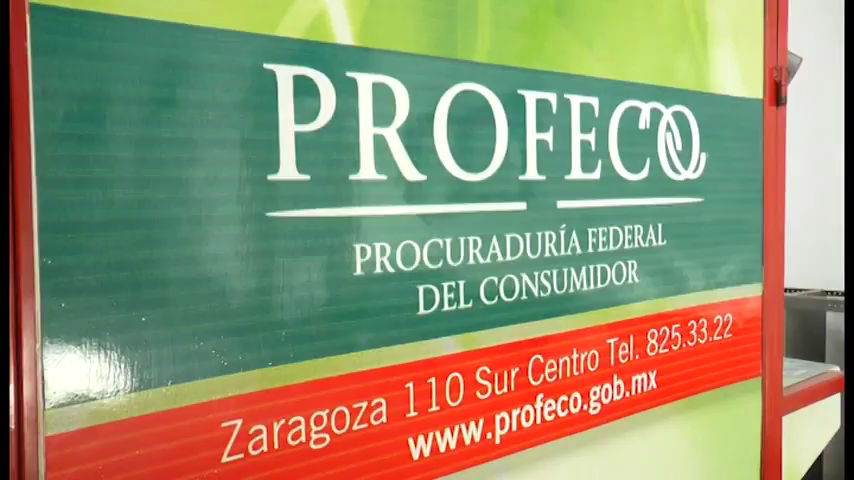 PROFECO
PROCURADURÍA FEDERAL
DEL CONSUMIDOR
Zaragoza 110 Sur Centro Tel. 825.33.22
www.profeco.gob.mx